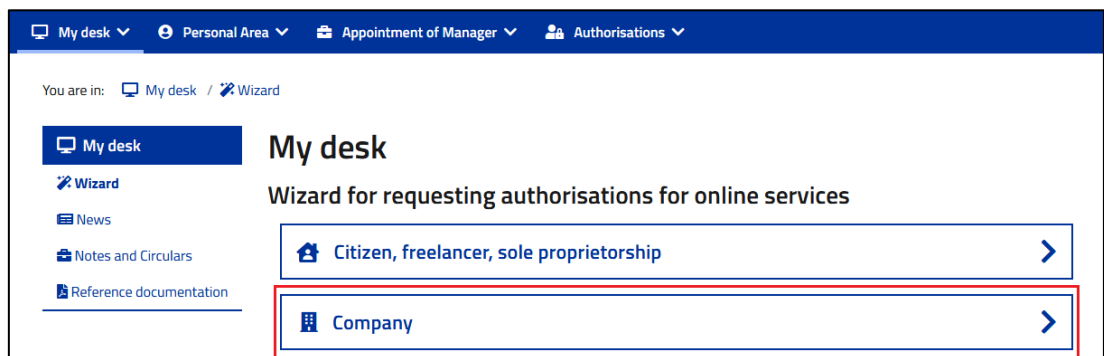 My desk Personal Area Appointment of Manager Authorisations
You are in: My desk / Wizard
My desk
Wizard
News
Notes and Circulars
Reference documentation
My desk
Wizard for requesting authorisations for online services
Citizen, freelancer, sole proprietorship
Company